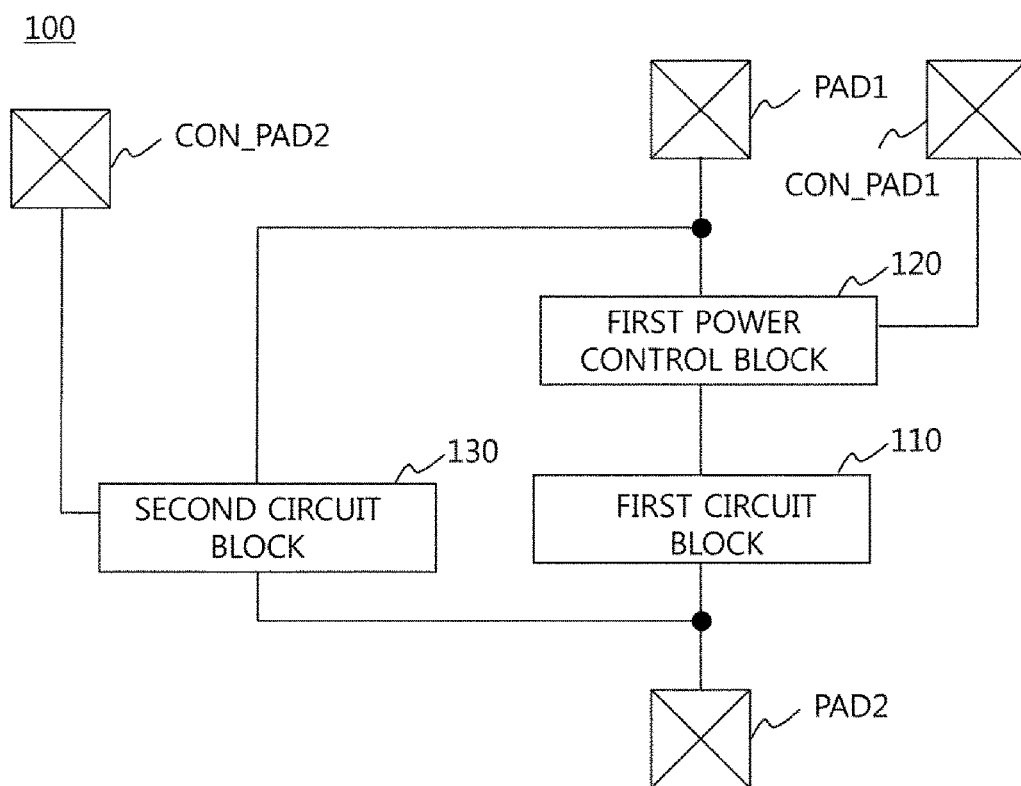 100
PAD1
CON_PAD2
CON_PAD1
120
FIRST POWER
CONTROL BLOCK
130
110
SECOND CIRCUIT
BLOCK
FIRST CIRCUIT
BLOCK
PAD2